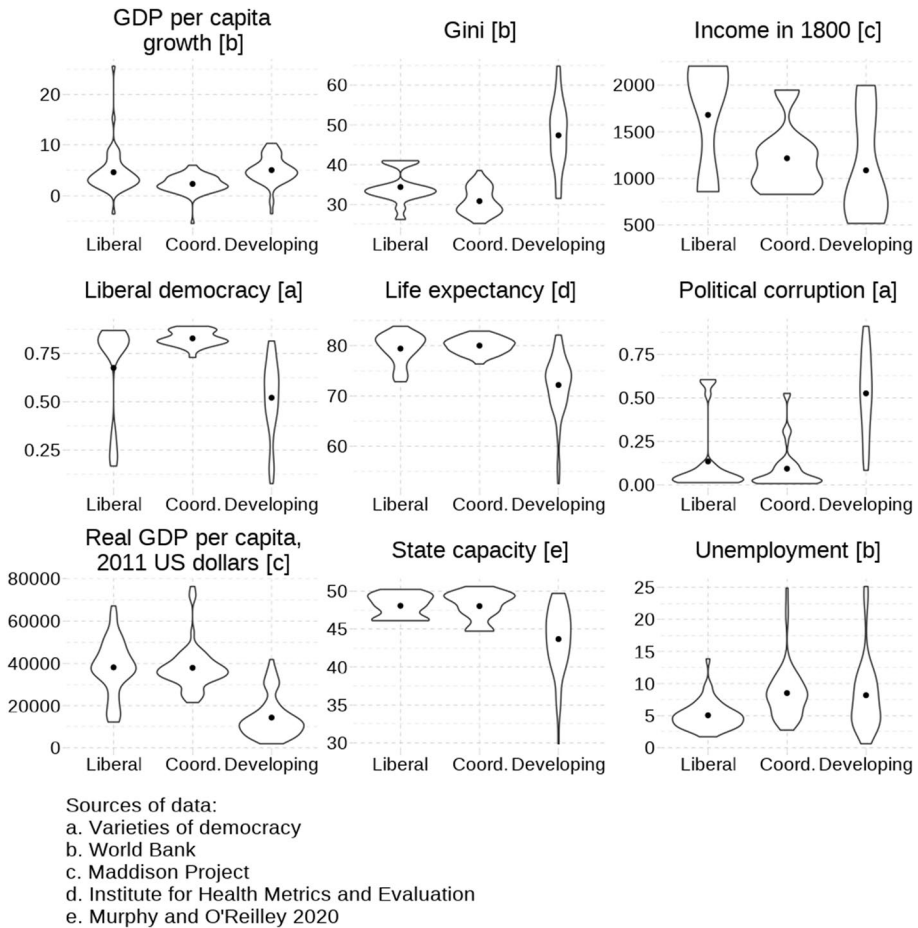 GDP per capita
growth [b]
20
10
0
Liberal Coord. Developing
Gini [b]
60
50
40
30
Liberal Coord. Developing
Income in 1800 [c]
2000
1500
1000
500
Liberal Coord. Developing
Liberal democracy [a]
0.75
0.50
0.25
Liberal Coord. Developing
Life expectancy [d]
80
70
60
Liberal Coord. Developing
Political corruption [a]
0.75
0.50
0.25
0.00
Liberal Coord. Developing
Real GDP per capita,
2011 US dollars [c]
80000
60000
40000
20000
0
Liberal Coord. Developing
State capacity [e]
50
45
40
35
30
Liberal Coord. Developing
Unemployment [b]
25
20
15
10
5
0
Liberal Coord. Developing
Sources of data:
a. Varieties of democracy
b. World Bank
c. Maddison Project
d. Institute for Health Metrics and Evaluation
e. Murphy and O'Reilley 2020